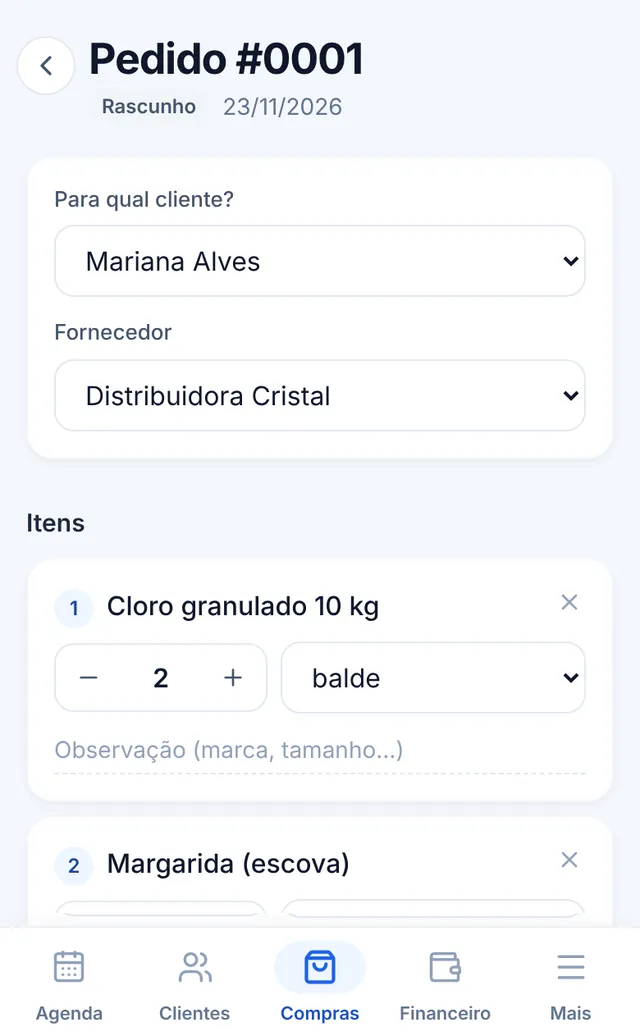 Pedido #0001
Rascunho 23/11/2026
Para qual cliente?
Mariana Alves
Fornecedor
Distribuidora Cristal
Itens
1 Cloro granulado 10 kg
2 balde
Observação (marca, tamanho...)
2 Margarida (escova)
Agenda Clientes Compras Financeiro Mais